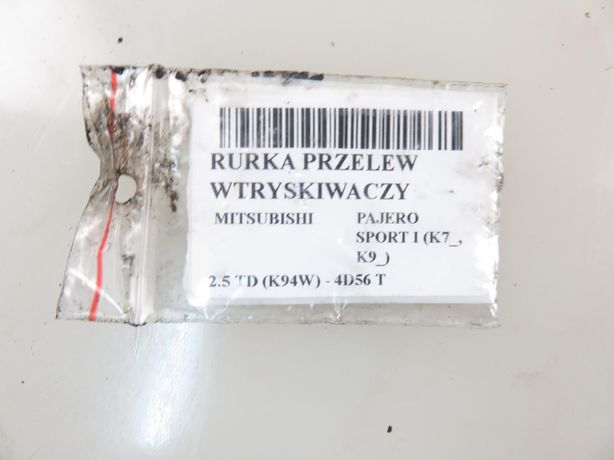 RURKA PRZELEW
WTRYSKIWACZY
MITSUBISHI PAJERO
SPORT I (K7_,
K9_)
2.5 TD (K94W) - 4D56 T